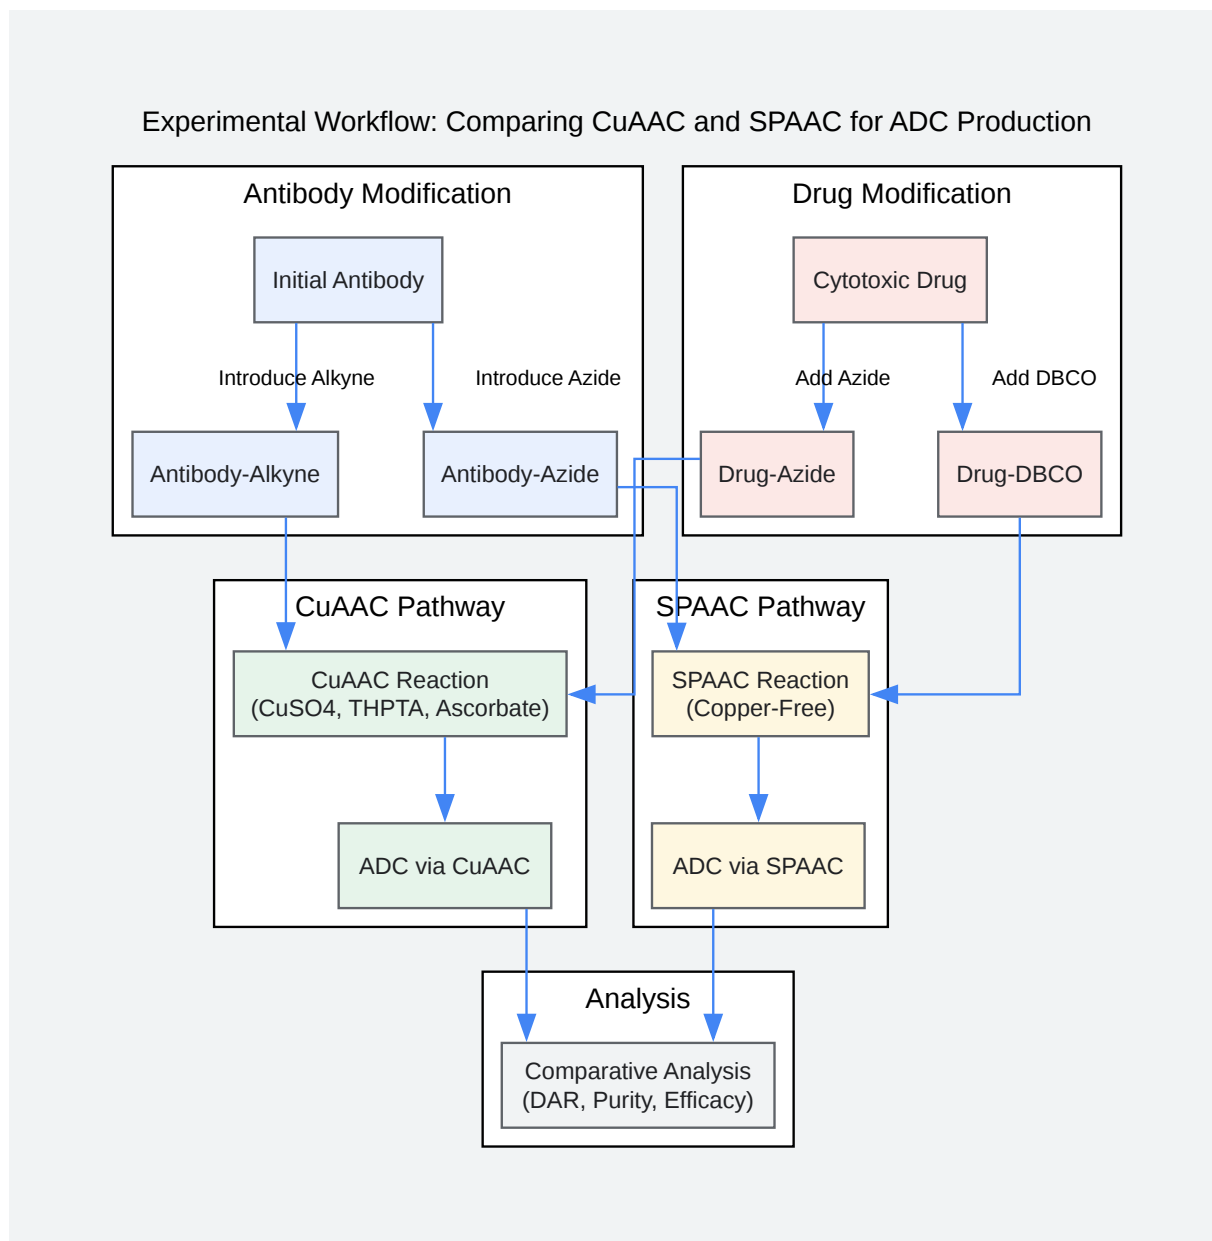 Experimental Workflow: Comparing CuAAC and SPAAC for ADC Production
Antibody Modification
Initial Antibody
Introduce Alkyne
Introduce Azide
Antibody-Alkyne
Antibody-Azide
Drug Modification
Cytotoxic Drug
Add Azide
Add DBCO
Drug-Azide
Drug-DBCO
CuAAC Pathway
CuAAC Reaction
(CuSO4, THPTA, Ascorbate)
ADC via CuAAC
SPAAC Pathway
SPAAC Reaction
(Copper-Free)
ADC via SPAAC
Analysis
Comparative Analysis
(DAR, Purity, Efficacy)